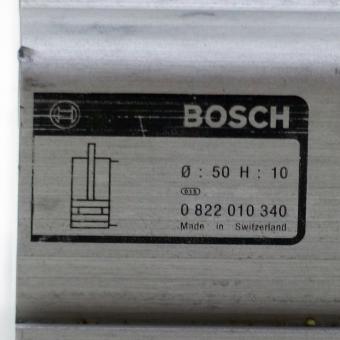 BOSCH
Ø : 50 H : 10
0 822 010 340
Made in Switzerland